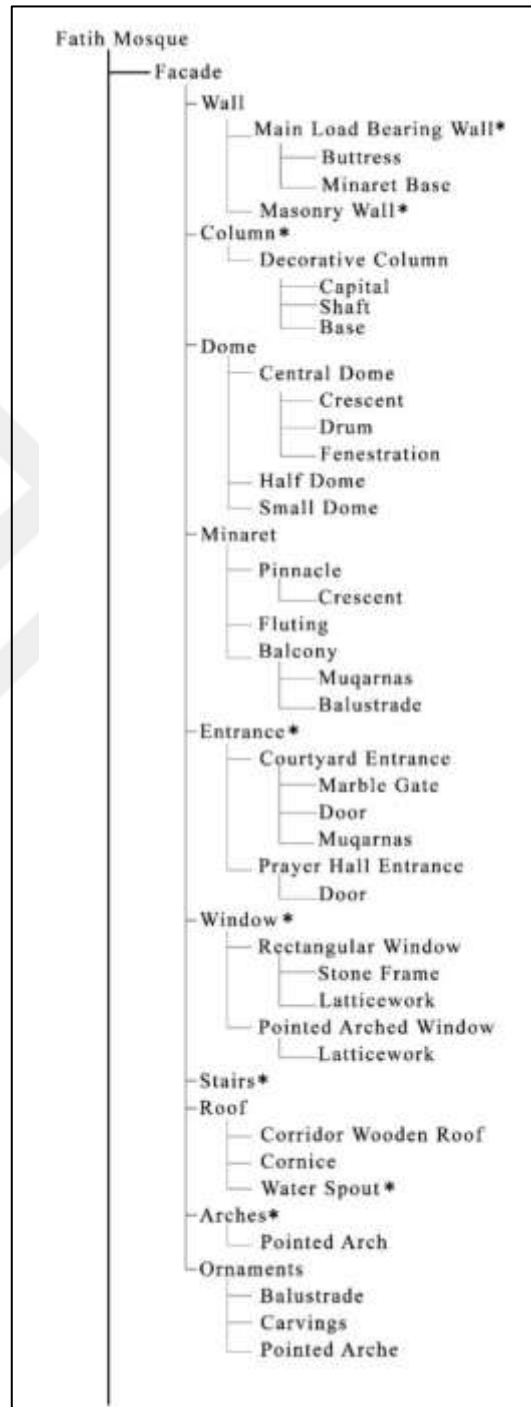 Fatih Mosque
Facade
Wall
Main Load Bearing Wall*
Buttress
Minaret Base
Masonry Wall*
Column*
Decorative Column
Capital
Shaft
Base
Dome
Central Dome
Crescent
Drum
Fenestration
Half Dome
Small Dome
Minaret
Pinnacle
Crescent
Fluting
Balcony
Muqarnas
Balustrade
Entrance*
Courtyard Entrance
Marble Gate
Door
Muqarnas
Prayer Hall Entrance
Door
Window*
Rectangular Window
Stone Frame
Latticework
Pointed Arched Window
Latticework
Stairs*
Roof
Corridor Wooden Roof
Cornice
Water Spout*
Arches*
Pointed Arch
Ornaments
Balustrade
Carvings
Pointed Arche